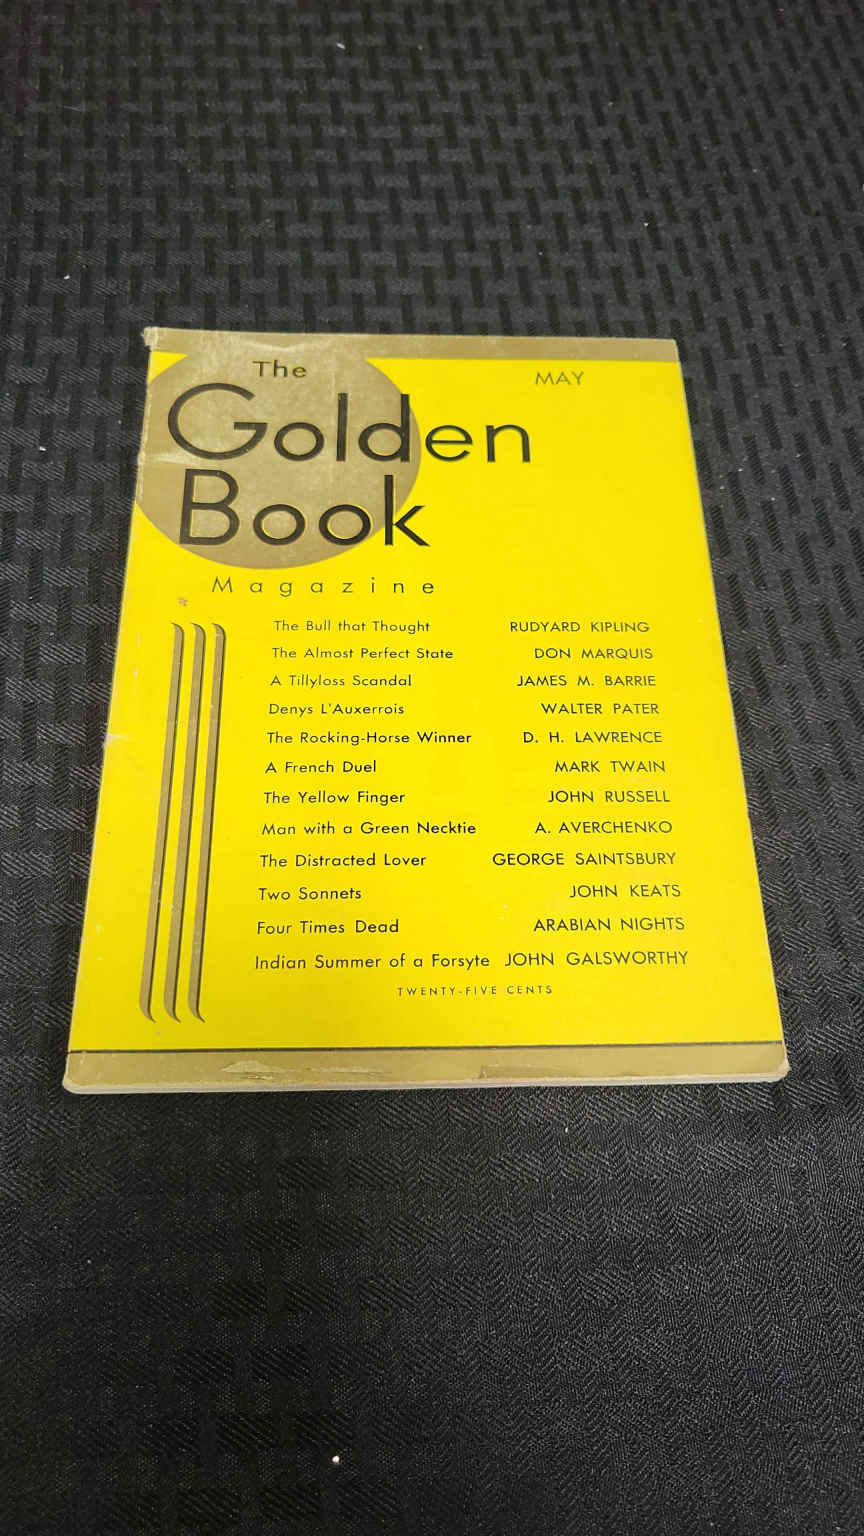 The
Golden
Book
Magazine
MAY
The Bull that Thought RUDYARD KIPLING
The Almost Perfect State DON MARQUIS
A Tillyloss Scandal JAMES M. BARRIE
Denys L'Auxerrois WALTER PATER
The Rocking-Horse Winner D. H. LAWRENCE
A French Duel MARK TWAIN
The Yellow Finger JOHN RUSSELL
Man with a Green Necktie A. AVERCHENKO
The Distracted Lover GEORGE SAINTSBURY
Two Sonnets JOHN KEATS
Four Times Dead ARABIAN NIGHTS
Indian Summer of a Forsyte JOHN GALSWORTHY
TWENTY-FIVE CENTS